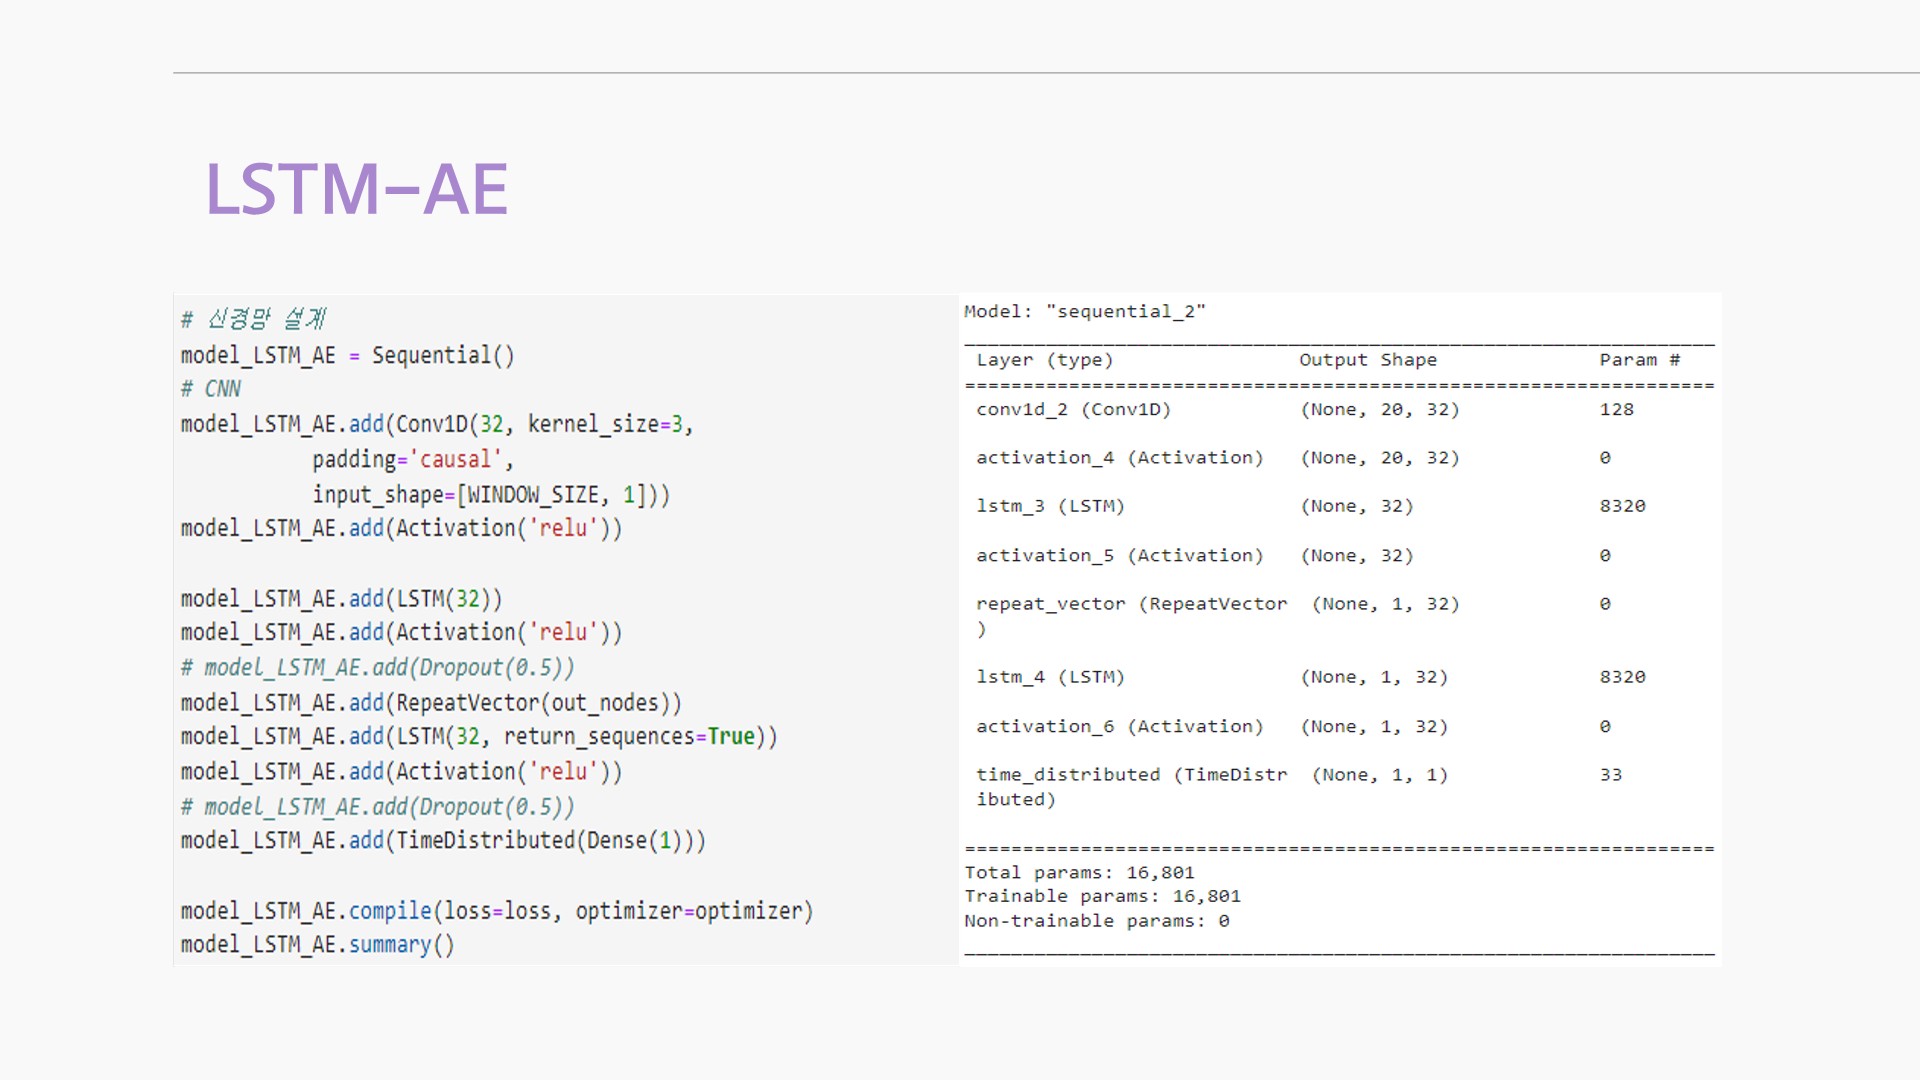 LSTM-AE
# 신경망 설계
model_LSTM_AE = Sequential()
# CNN
model_LSTM_AE.add(Conv1D(32, kernel_size=3,
padding='causal',
input_shape=[WINDOW_SIZE, 1]))
model_LSTM_AE.add(Activation('relu'))
model_LSTM_AE.add(LSTM(32))
model_LSTM_AE.add(Activation('relu'))
# model_LSTM_AE.add(Dropout(0.5))
model_LSTM_AE.add(RepeatVector(out_nodes))
model_LSTM_AE.add(LSTM(32, return_sequences=True))
model_LSTM_AE.add(Activation('relu'))
# model_LSTM_AE.add(Dropout(0.5))
model_LSTM_AE.add(TimeDistributed(Dense(1)))
model_LSTM_AE.compile(loss=loss, optimizer=optimizer)
model_LSTM_AE.summary()
Model: "sequential_2"
Layer (type) Output Shape Param #
conv1d_2 (Conv1D) (None, 20, 32) 128
activation_4 (Activation) (None, 20, 32) 0
lstm_3 (LSTM) (None, 32) 8320
activation_5 (Activation) (None, 32) 0
repeat_vector (RepeatVector (None, 1, 32) 0
)
lstm_4 (LSTM) (None, 1, 32) 8320
activation_6 (Activation) (None, 1, 32) 0
time_distributed (TimeDistr (None, 1, 1) 33
ibuted)
Total params: 16,801
Trainable params: 16,801
Non-trainable params: 0